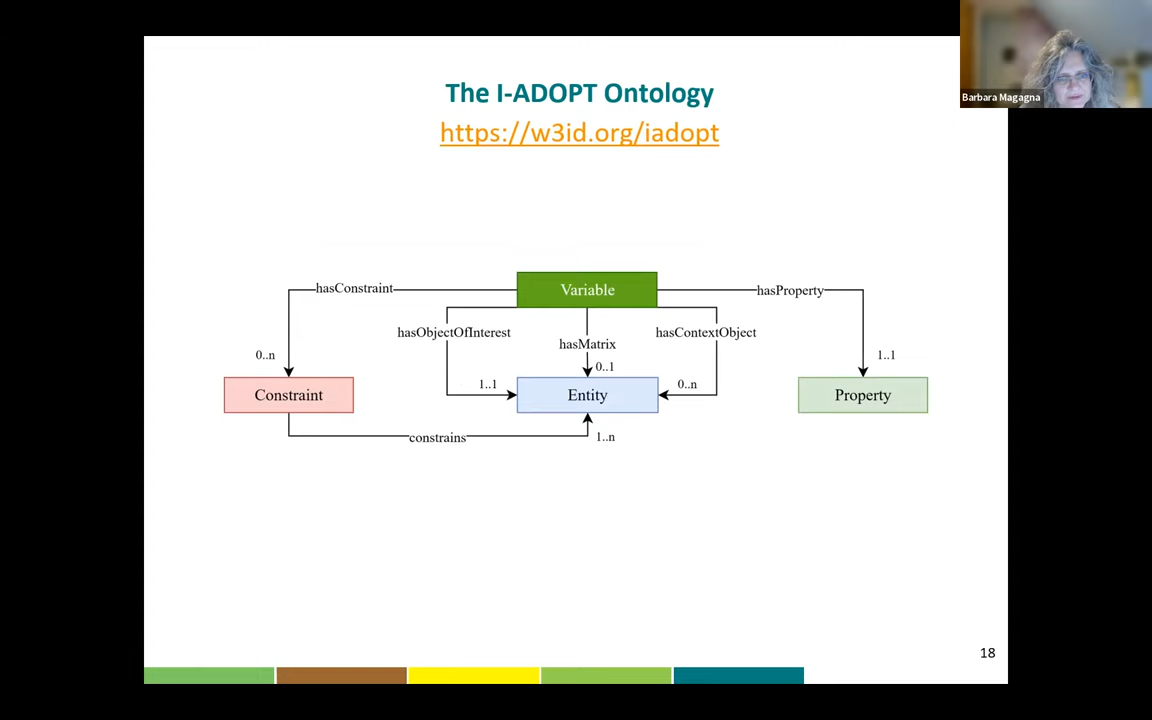 The I-ADOPT Ontology
https://w3id.org/iadopt
Barbara Magagna
Variable
hasConstraint
hasProperty
hasObjectOfInterest
hasMatrix
hasContextObject
0..n
0..1
1..1
1..1
0..n
Constraint
Entity
Property
constrains
1..n
18